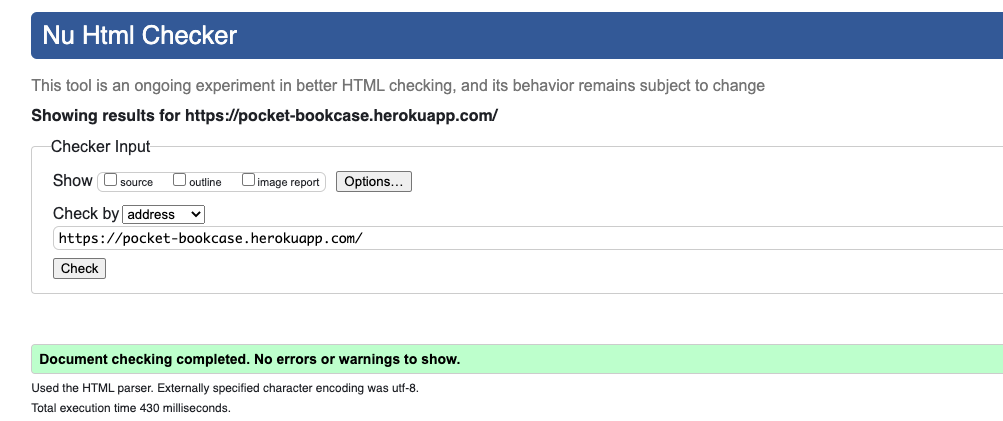 Nu Html Checker
This tool is an ongoing experiment in better HTML checking, and its behavior remains subject to change
Showing results for https://pocket-bookcase.herokuapp.com/
Checker Input
Show source outline image report Options...
Check by address
https://pocket-bookcase.herokuapp.com/
Check
Document checking completed. No errors or warnings to show.
Used the HTML parser. Externally specified character encoding was utf-8.
Total execution time 430 milliseconds.